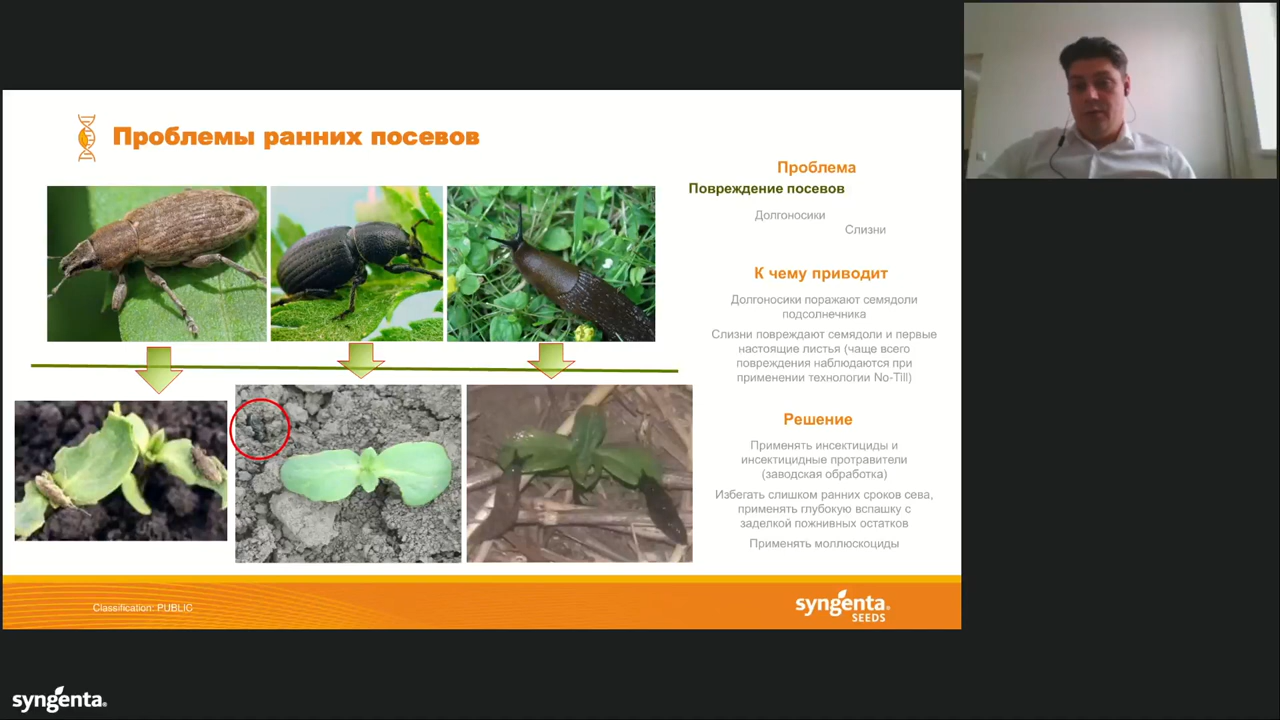 Проблемы ранних посевов
Проблема
Повреждение посевов
Долгоносики
Слизни
К чему приводит
Долгоносики поражают семядоли
подсолнечника
Слизни повреждают семядоли и первые
настоящие листья (чаще всего
повреждения наблюдаются при
применении технологии No-Till)
Решение
Применять инсектициды и
инсектицидные протравители
(заводская обработка)
Избегать слишком ранних сроков сева,
применять глубокую вспашку с
заделкой пожнивных остатков
Применять моллюскоциды
Classification: PUBLIC
syngenta®
SEEDS
syngenta®